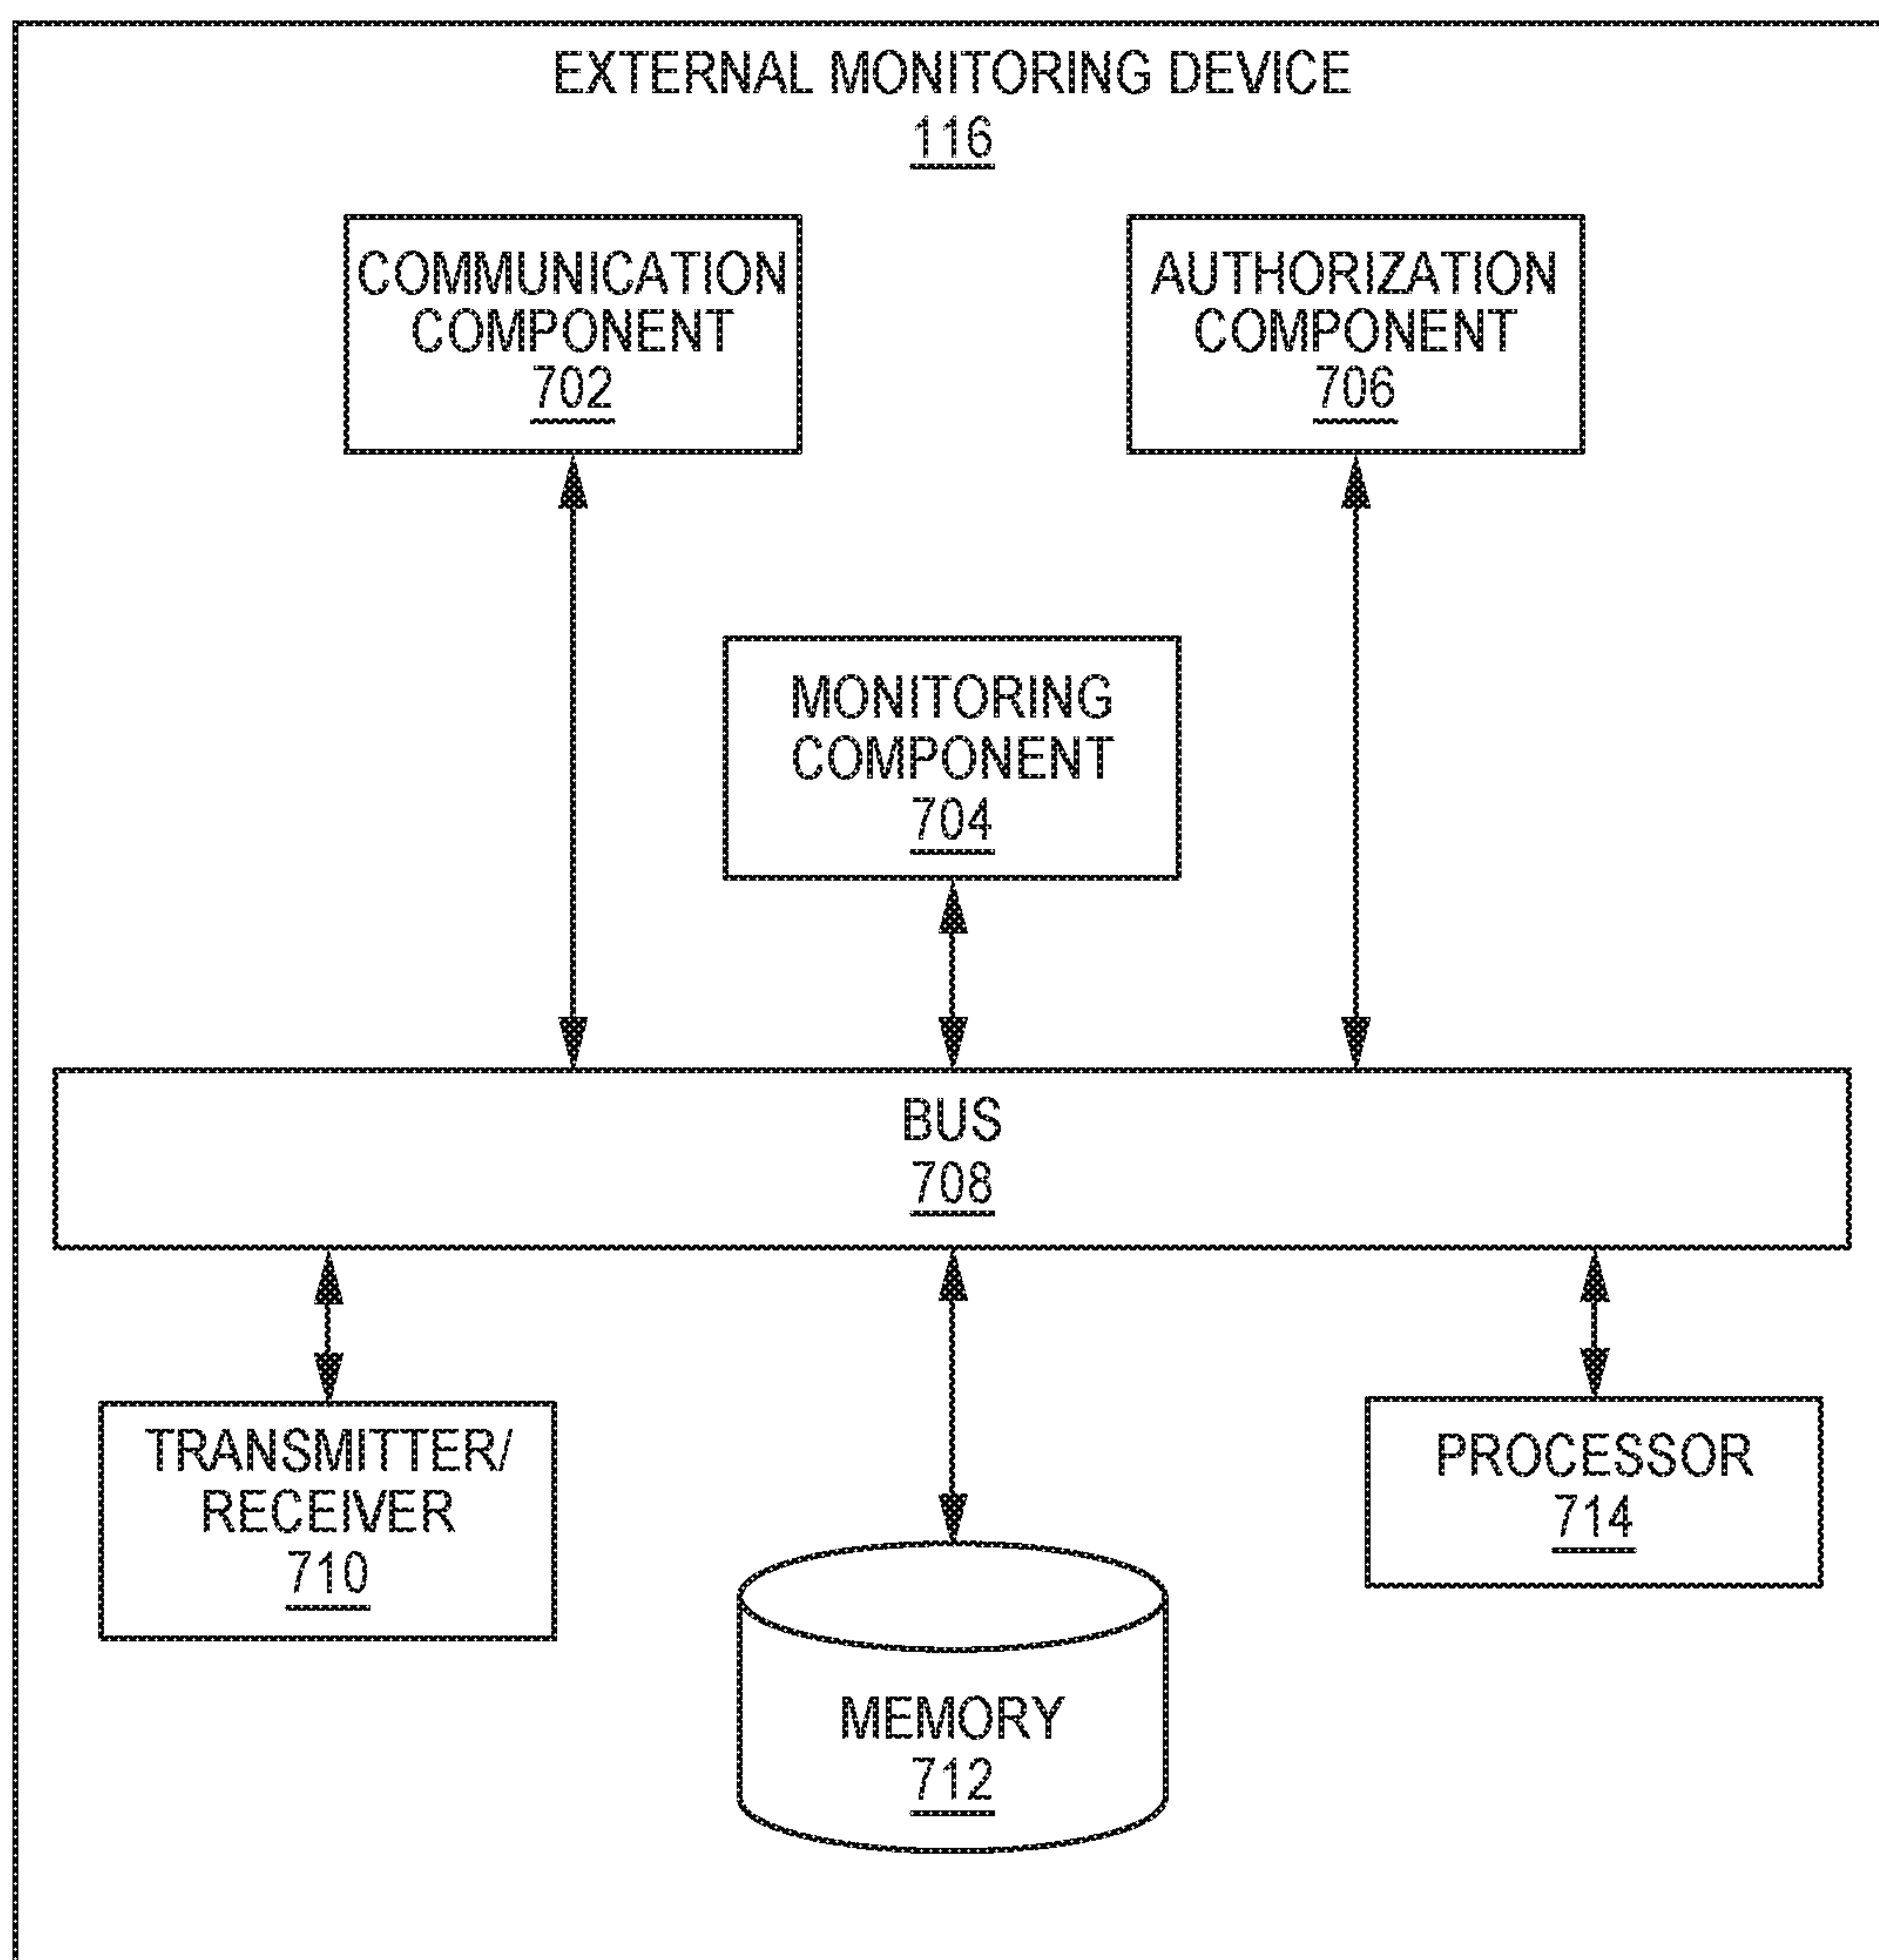 EXTERNAL MONITORING DEVICE
116
COMMUNICATION
COMPONENT
702
AUTHORIZATION
COMPONENT
706
MONITORING
COMPONENT
704
BUS
708
TRANSMITTER/
RECEIVER
710
PROCESSOR
714
MEMORY
712